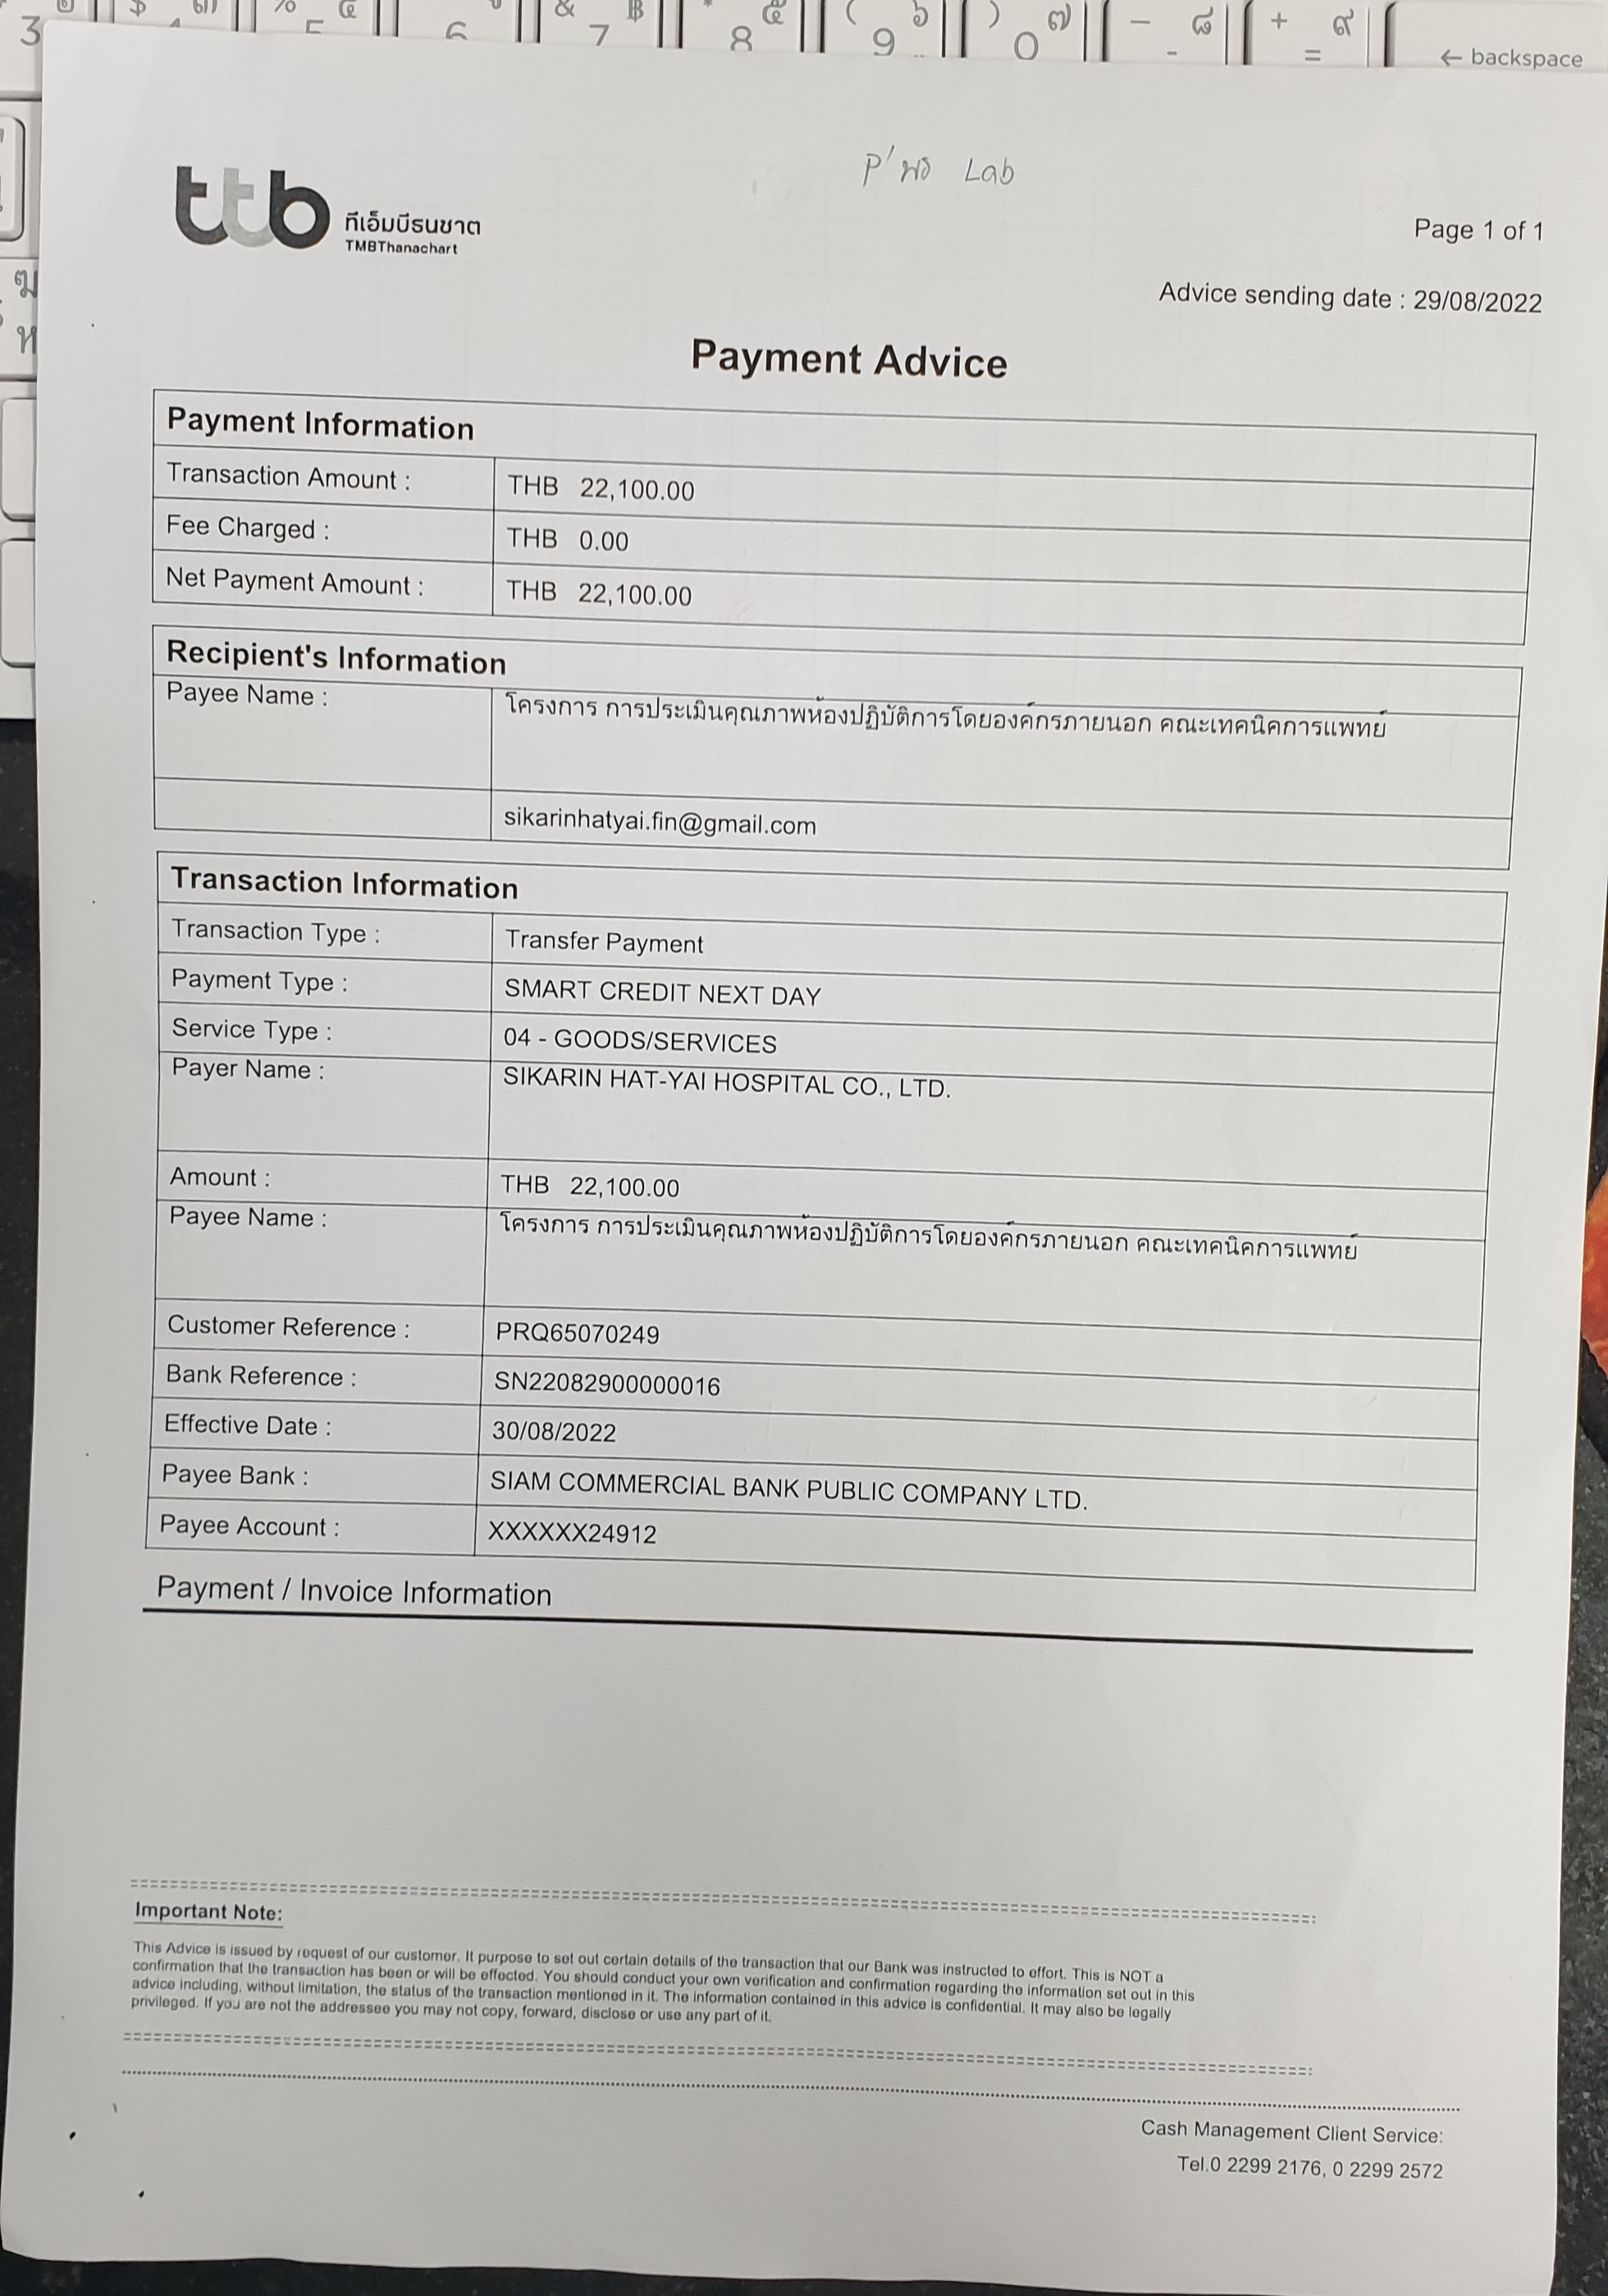 P'พร Lab
ttb
ทีเอ็มบีธนชาต
TMBThanachart
Page 1 of 1
Advice sending date : 29/08/2022
Payment Advice
Payment Information
Transaction Amount : THB 22,100.00
Fee Charged : THB 0.00
Net Payment Amount : THB 22,100.00
Recipient's Information
Payee Name : โครงการ การประเมินคุณภาพห้องปฏิบัติการโดยองค์กรภายนอก คณะเทคนิคการแพทย์
sikarinhatyai.fin@gmail.com
Transaction Information
Transaction Type : Transfer Payment
Payment Type : SMART CREDIT NEXT DAY
Service Type : 04 - GOODS/SERVICES
Payer Name : SIKARIN HAT-YAI HOSPITAL CO., LTD.
Amount : THB 22,100.00
Payee Name : โครงการ การประเมินคุณภาพห้องปฏิบัติการโดยองค์กรภายนอก คณะเทคนิคการแพทย์
Customer Reference : PRQ65070249
Bank Reference : SN22082900000016
Effective Date : 30/08/2022
Payee Bank : SIAM COMMERCIAL BANK PUBLIC COMPANY LTD.
Payee Account : XXXXXX24912
Payment / Invoice Information
Important Note:
This Advice is issued by request of our customer. It purpose to set out certain details of the transaction that our Bank was instructed to effort. This is NOT a
confirmation that the transaction has been or will be effected. You should conduct your own verification and confirmation regarding the information set out in this
advice including, without limitation, the status of the transaction mentioned in it. The information contained in this advice is confidential. It may also be legally
privileged. If you are not the addressee you may not copy, forward, disclose or use any part of it.
Cash Management Client Service:
Tel.0 2299 2176, 0 2299 2572
← backspace